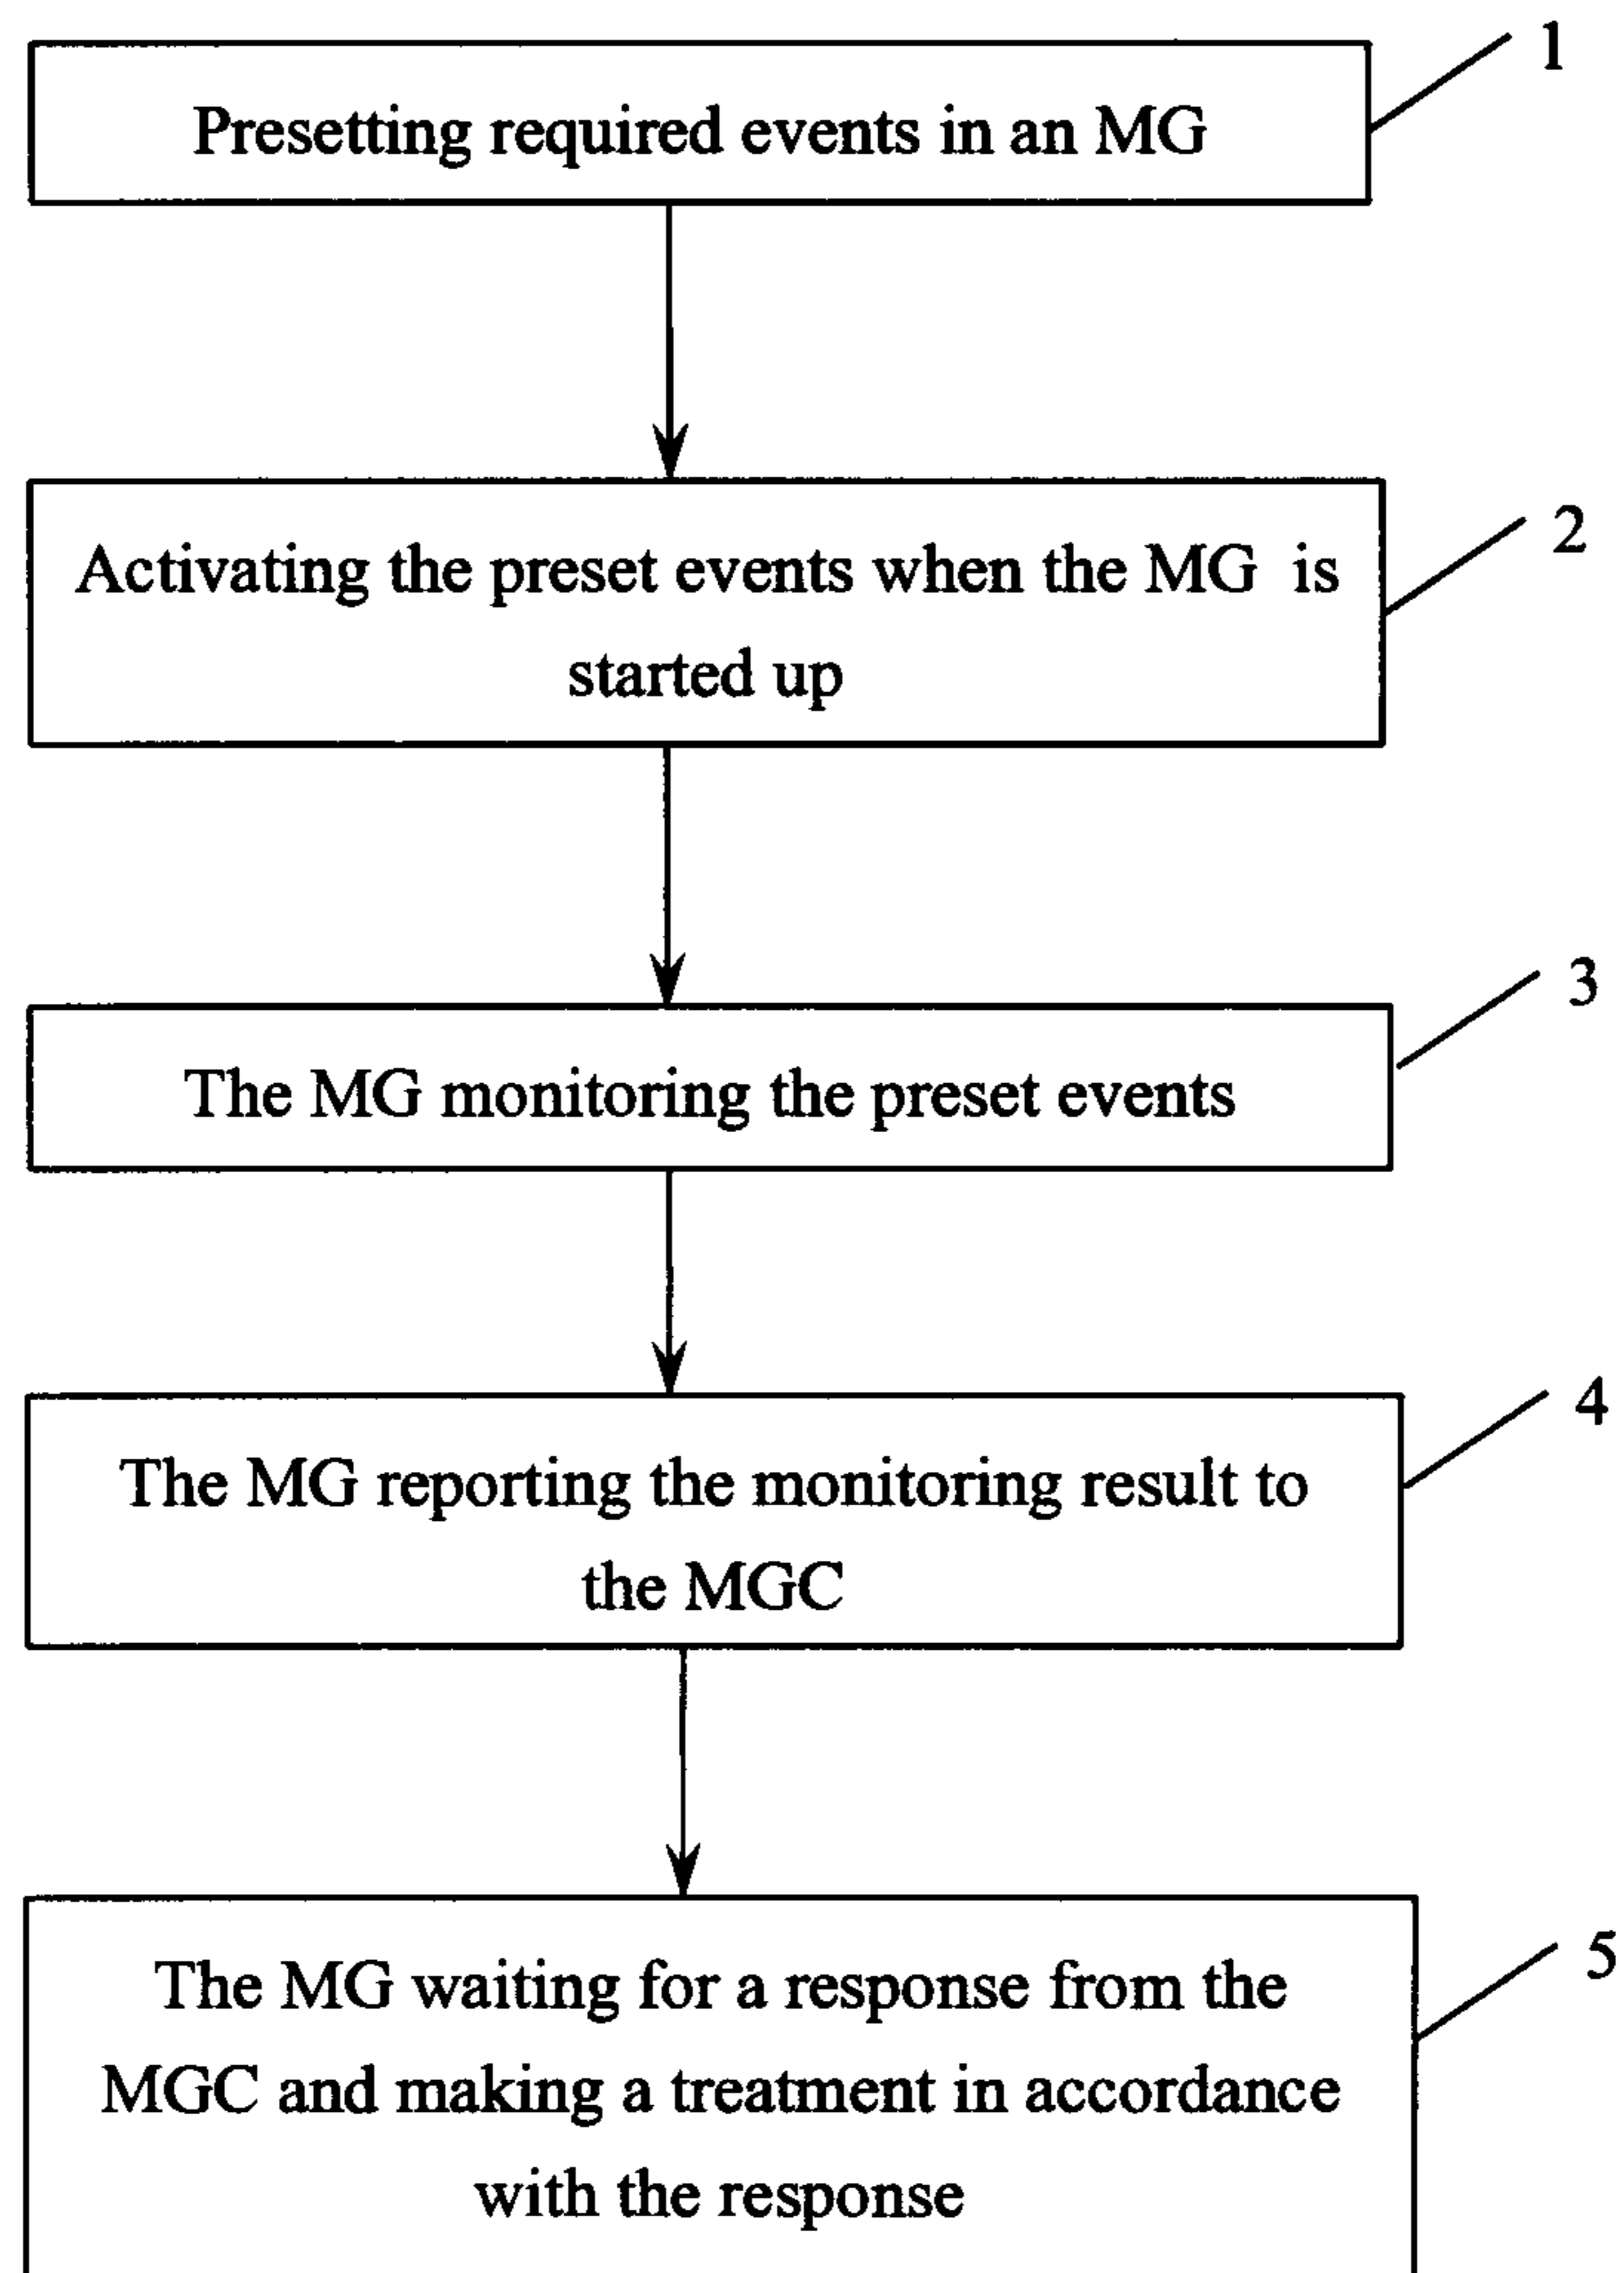 1
Presetting required events in an MG
2
Activating the preset events when the MG is
started up
3
The MG monitoring the preset events
4
The MG reporting the monitoring result to
the MGC
5
The MG waiting for a response from the
MGC and making a treatment in accordance
with the response